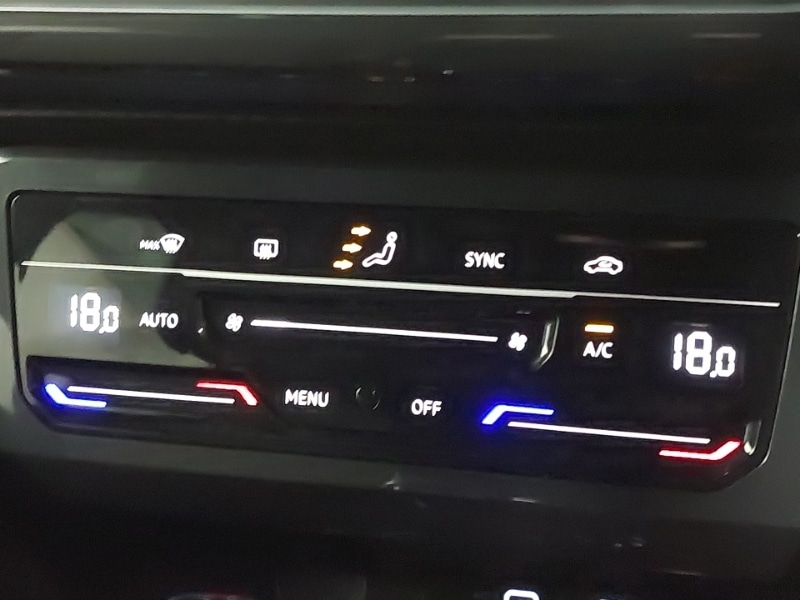 MAX
SYNC
18,0 AUTO A/C 18,0
MENU OFF